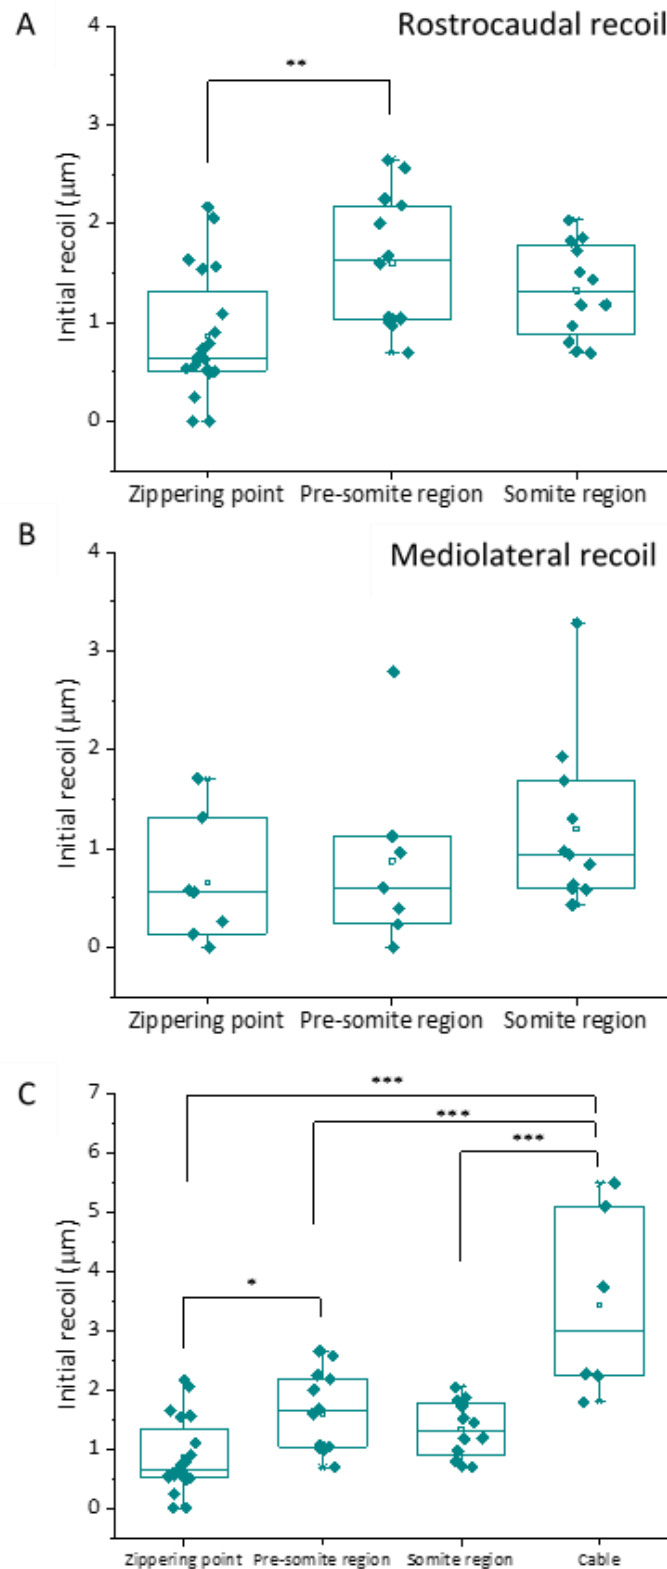 A
Rostrocaudal recoil
4
3
2
1
0
Initial recoil (μm)
**
Zippering point Pre-somite region Somite region
B
Mediolateral recoil
4
3
2
1
0
Initial recoil (μm)
Zippering point Pre-somite region Somite region
C
7
6
5
4
3
2
1
0
Initial recoil (μm)
***
***
***
*
Zippering point Pre-somite region Somite region Cable